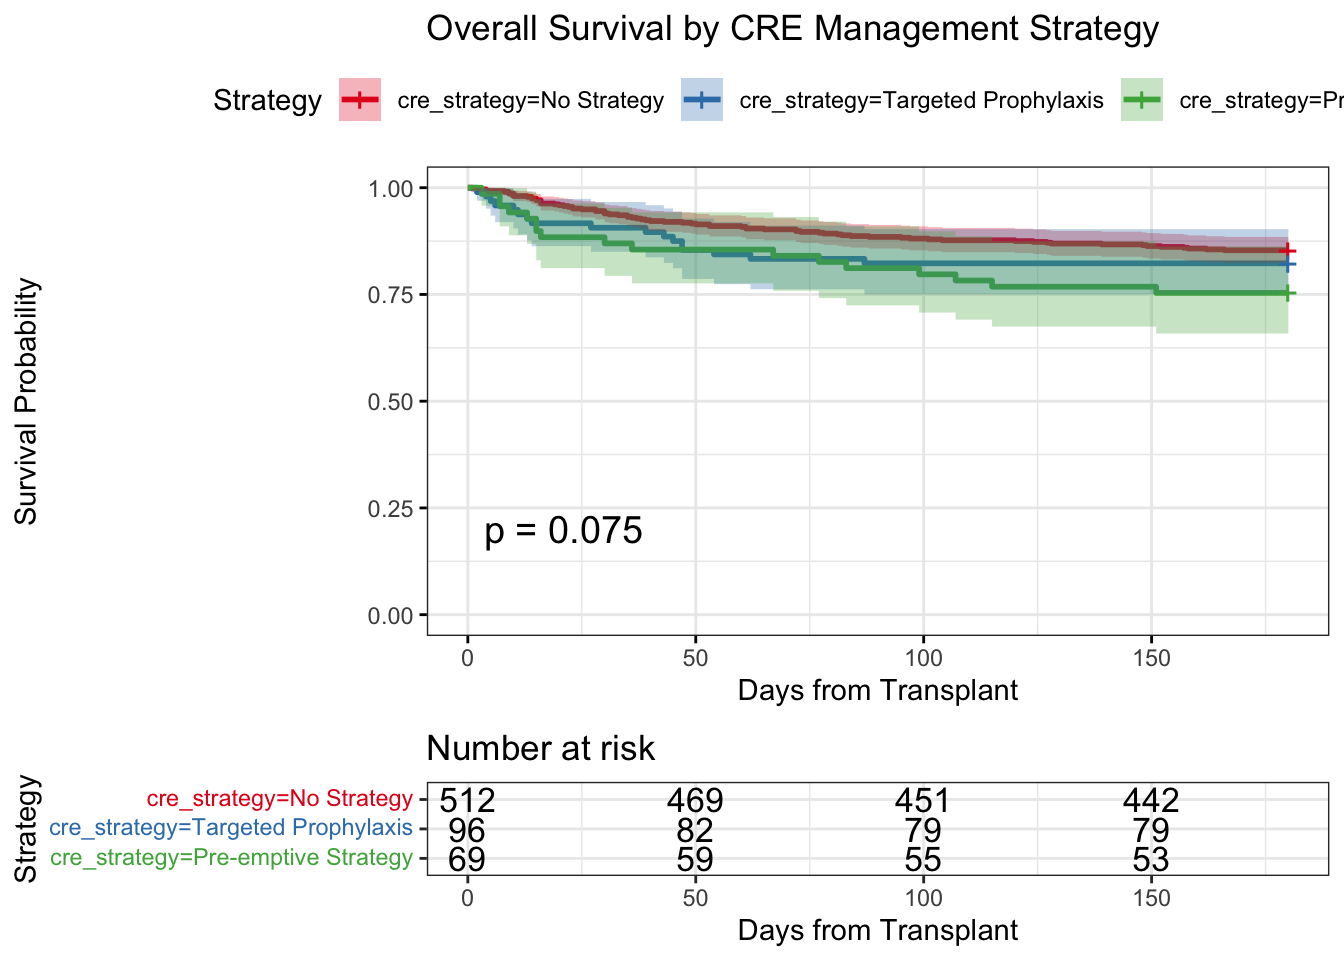 Overall Survival by CRE Management Strategy
Strategy cre_strategy=No Strategy cre_strategy=Targeted Prophylaxis cre_strategy=Pr
Survival Probability
1.00
0.75
0.50
0.25
0.00
p = 0.075
0 50 100 150
Days from Transplant
Number at risk
Strategy
cre_strategy=No Strategy 512 469 451 442
cre_strategy=Targeted Prophylaxis 96 82 79 79
cre_strategy=Pre-emptive Strategy 69 59 55 53
0 50 100 150
Days from Transplant